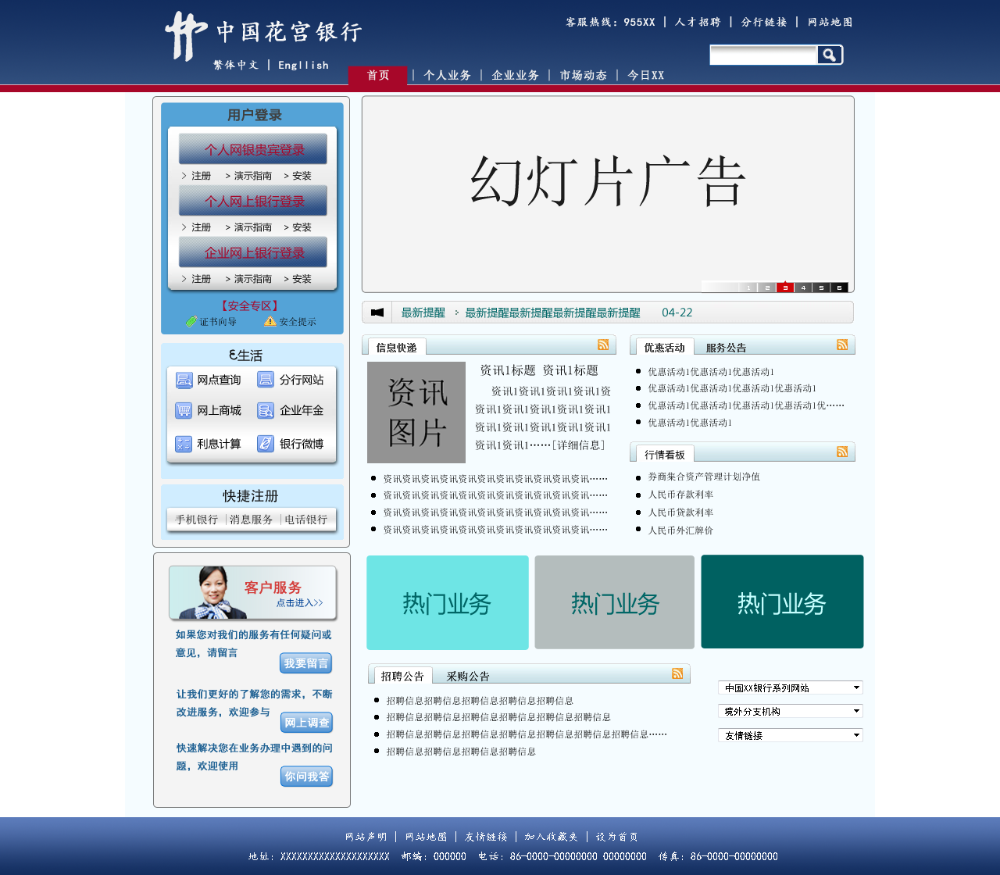 中国花宫银行
客服热线：955XX | 人才招聘 | 分行链接 | 网站地图
繁体中文 | Engllish
首页 | 个人业务 | 企业业务 | 市场动态 | 今日XX
用户登录
个人网银贵宾登录
> 注册 > 演示指南 > 安装
个人网上银行登录
> 注册 > 演示指南 > 安装
企业网上银行登录
> 注册 > 演示指南 > 安装
【安全专区】
证书向导 安全提示
e生活
网点查询 分行网站
网上商城 企业年金
利息计算 银行微博
快捷注册
手机银行 | 消息服务 | 电话银行
客户服务
点击进入>>
如果您对我们的服务有任何疑问或
意见，请留言
我要留言
让我们更好的了解您的需求，不断
改进服务，欢迎参与
网上调查
快速解决您在业务办理中遇到的问
题，欢迎使用
你问我答
幻灯片广告
1 2 3 4 5 6
最新提醒 > 最新提醒最新提醒最新提醒最新提醒 04-22
信息快递
资讯图片
资讯1标题 资讯1标题
资讯1资讯1资讯1资讯1资
资讯1资讯1资讯1资讯1资讯1
资讯1资讯1资讯1资讯1资讯1
资讯1资讯1……[详细信息]
资讯资讯资讯资讯资讯资讯资讯资讯资讯资讯资讯……
资讯资讯资讯资讯资讯资讯资讯资讯资讯资讯资讯……
资讯资讯资讯资讯资讯资讯资讯资讯资讯资讯资讯……
资讯资讯资讯资讯资讯资讯资讯资讯资讯资讯资讯……
优惠活动 服务公告
优惠活动1优惠活动1优惠活动1
优惠活动1优惠活动1优惠活动1优惠活动1
优惠活动1优惠活动1优惠活动1优惠活动1优……
优惠活动1优惠活动1
行情看板
券商集合资产管理计划净值
人民币存款利率
人民币贷款利率
人民币外汇牌价
热门业务 热门业务 热门业务
招聘公告 采购公告
招聘信息招聘信息招聘信息招聘信息招聘信息
招聘信息招聘信息招聘信息招聘信息招聘信息招聘信息
招聘信息招聘信息招聘信息招聘信息招聘信息招聘信息招聘信息……
招聘信息招聘信息招聘信息招聘信息
中国XX银行系列网站
境外分支机构
友情链接
网站声明 | 网站地图 | 友情链接 | 加入收藏夹 | 设为首页
地址：XXXXXXXXXXXXXXXXXXXX 邮编：000000 电话：86-0000-00000000 00000000 传真：86-0000-00000000